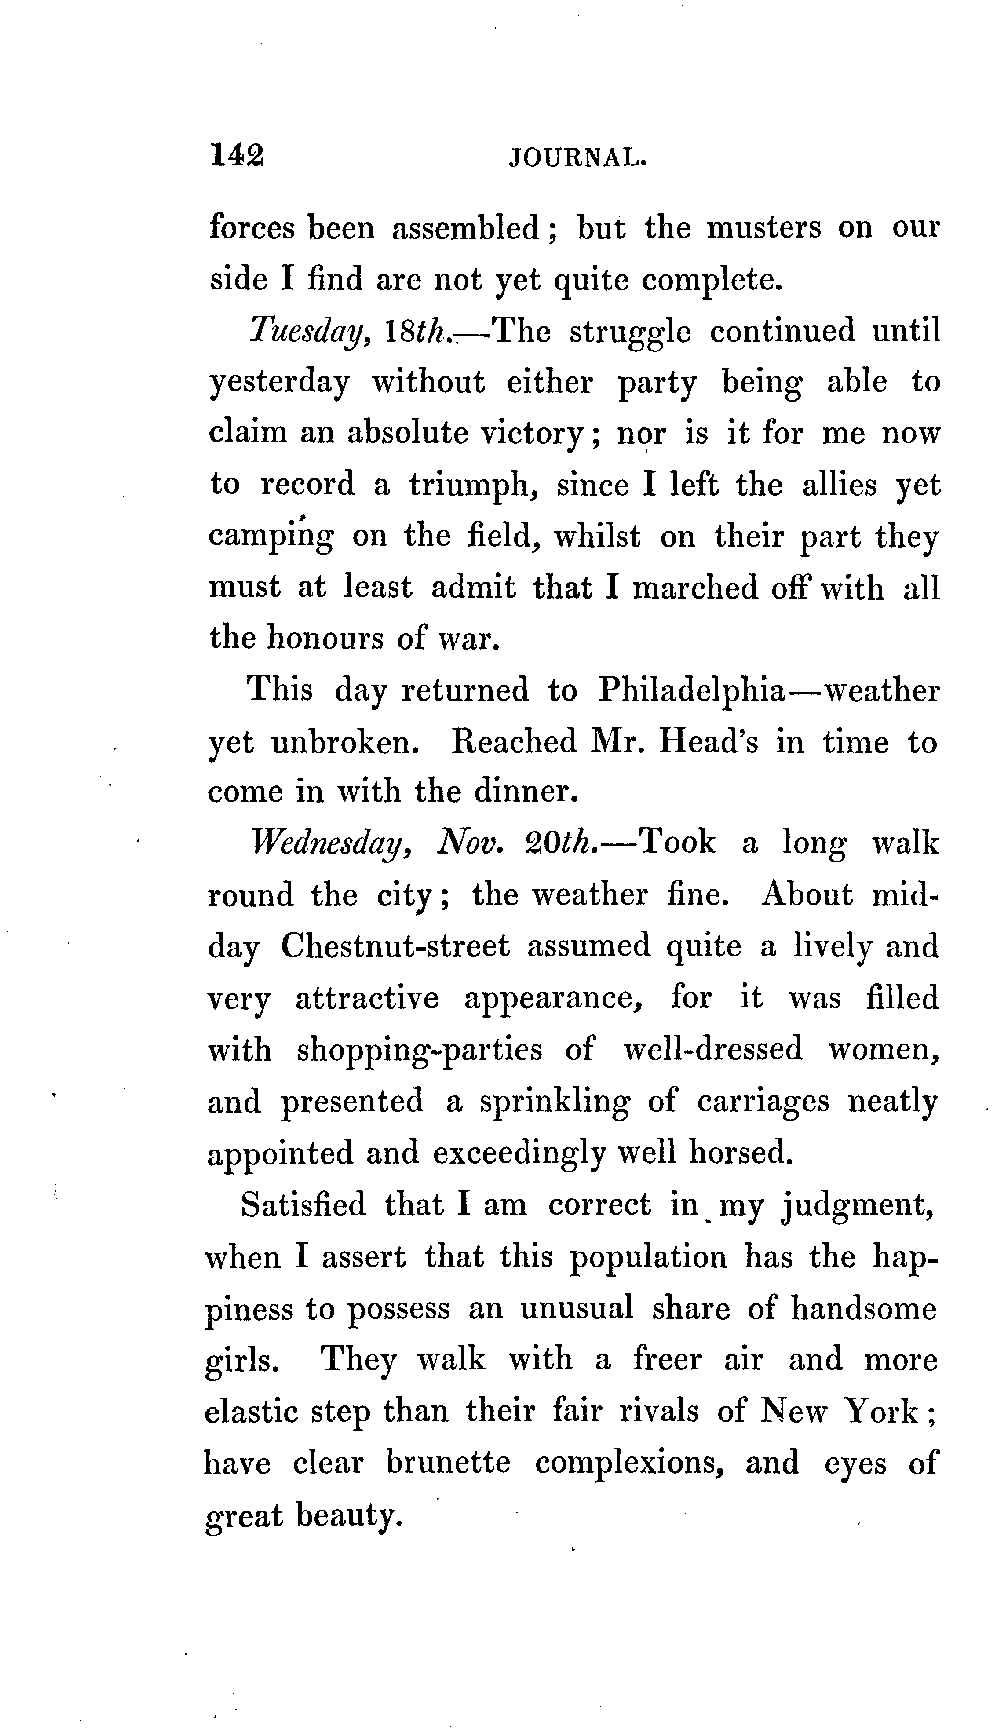 142 JOURNAL.
forces been assembled; but the musters on our
side I find are not yet quite complete.
Tuesday, 18th.—The struggle continued until
yesterday without either party being able to
claim an absolute victory; nor is it for me now
to record a triumph, since I left the allies yet
camping on the field, whilst on their part they
must at least admit that I marched off with all
the honours of war.
This day returned to Philadelphia—weather
yet unbroken. Reached Mr. Head's in time to
come in with the dinner.
Wednesday, Nov. 20th.—Took a long walk
round the city; the weather fine. About mid-
day Chestnut-street assumed quite a lively and
very attractive appearance, for it was filled
with shopping-parties of well-dressed women,
and presented a sprinkling of carriages neatly
appointed and exceedingly well horsed.
Satisfied that I am correct in my judgment,
when I assert that this population has the hap-
piness to possess an unusual share of handsome
girls. They walk with a freer air and more
elastic step than their fair rivals of New York;
have clear brunette complexions, and eyes of
great beauty.